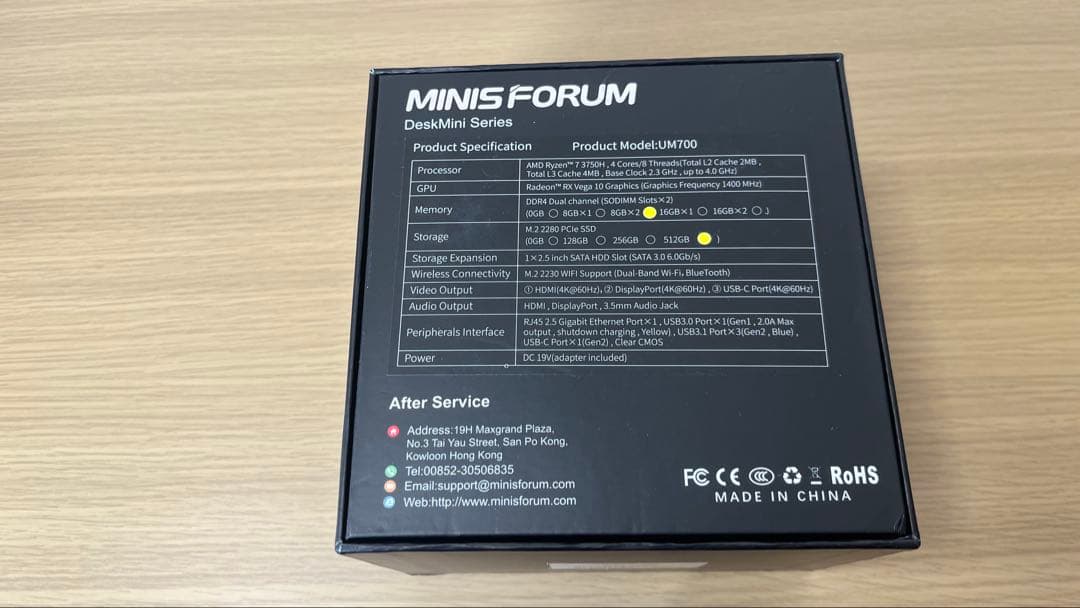 MINISFORUM
DeskMini Series
Product Specification Product Model:UM700
Processor AMD Ryzen™ 7 3750H , 4 Cores/8 Threads(Total L2 Cache 2MB ,
Total L3 Cache 4MB , Base Clock 2.3 GHz , up to 4.0 GHz)
GPU Radeon™ RX Vega 10 Graphics (Graphics Frequency 1400 MHz)
Memory DDR4 Dual channel (SODIMM Slots×2)
(0GB ○ 8GB×1 ○ 8GB×2 ● 16GB×1 ○ 16GB×2 ○ )
Storage M.2 2280 PCIe SSD
(0GB ○ 128GB ○ 256GB ○ 512GB ● )
Storage Expansion 1×2.5 inch SATA HDD Slot (SATA 3.0 6.0Gb/s)
Wireless Connectivity M.2 2230 WIFI Support (Dual-Band Wi-Fi, BlueTooth)
Video Output ① HDMI(4K@60Hz), ② DisplayPort(4K@60Hz) , ③ USB-C Port(4K@60Hz)
Audio Output HDMI , DisplayPort , 3.5mm Audio Jack
Peripherals Interface RJ45 2.5 Gigabit Ethernet Port×1 , USB3.0 Port×1(Gen1 , 2.0A Max
output , shutdown charging , Yellow) , USB3.1 Port×3(Gen2 , Blue) ,
USB-C Port×1(Gen2) , Clear CMOS
Power DC 19V(adapter included)
After Service
Address:19H Maxgrand Plaza,
No.3 Tai Yau Street, San Po Kong,
Kowloon Hong Kong
Tel:00852-30506835
Email:support@minisforum.com
Web:http://www.minisforum.com
FC CE CCC RoHS
MADE IN CHINA